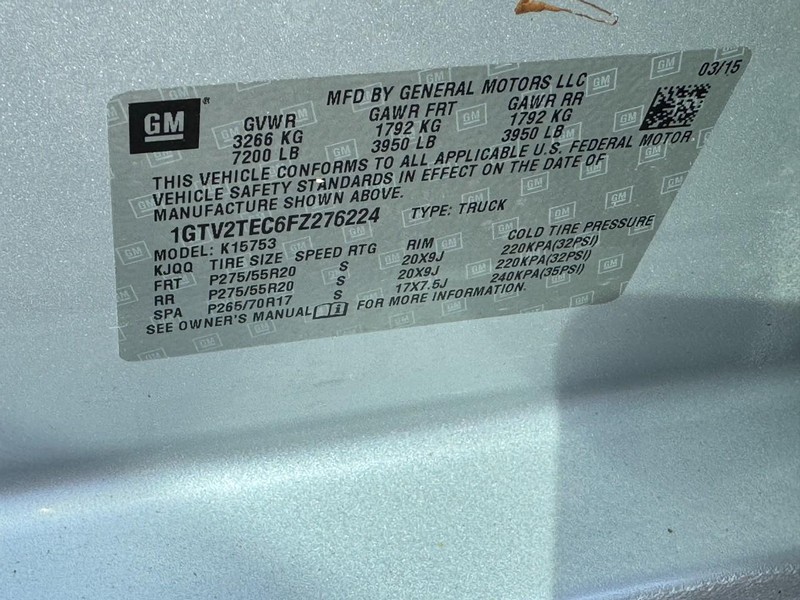 GM
MFD BY GENERAL MOTORS LLC 03/15
GVWR GAWR FRT GAWR RR
3266 KG 1792 KG 1792 KG
7200 LB 3950 LB 3950 LB
THIS VEHICLE CONFORMS TO ALL APPLICABLE U.S. FEDERAL MOTOR
VEHICLE SAFETY STANDARDS IN EFFECT ON THE DATE OF
MANUFACTURE SHOWN ABOVE.
1GTV2TEC6FZ276224 TYPE: TRUCK
MODEL: K15753
KJQQ TIRE SIZE SPEED RTG RIM COLD TIRE PRESSURE
FRT P275/55R20 S 20X9J 220KPA(32PSI)
RR P275/55R20 S 20X9J 220KPA(32PSI)
SPA P265/70R17 S 17X7.5J 240KPA(35PSI)
SEE OWNER'S MANUAL FOR MORE INFORMATION.